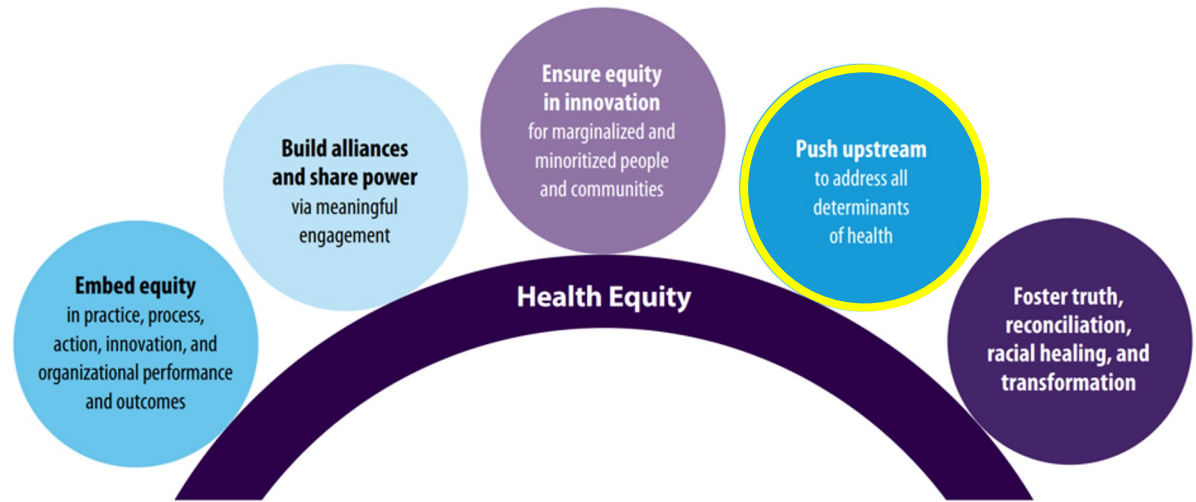 Embed equity
in practice, process,
action, innovation, and
organizational performance
and outcomes
Build alliances
and share power
via meaningful
engagement
Ensure equity
in innovation
for marginalized and
minoritized people
and communities
Push upstream
to address all
determinants
of health
Foster truth,
reconciliation,
racial healing, and
transformation
Health Equity